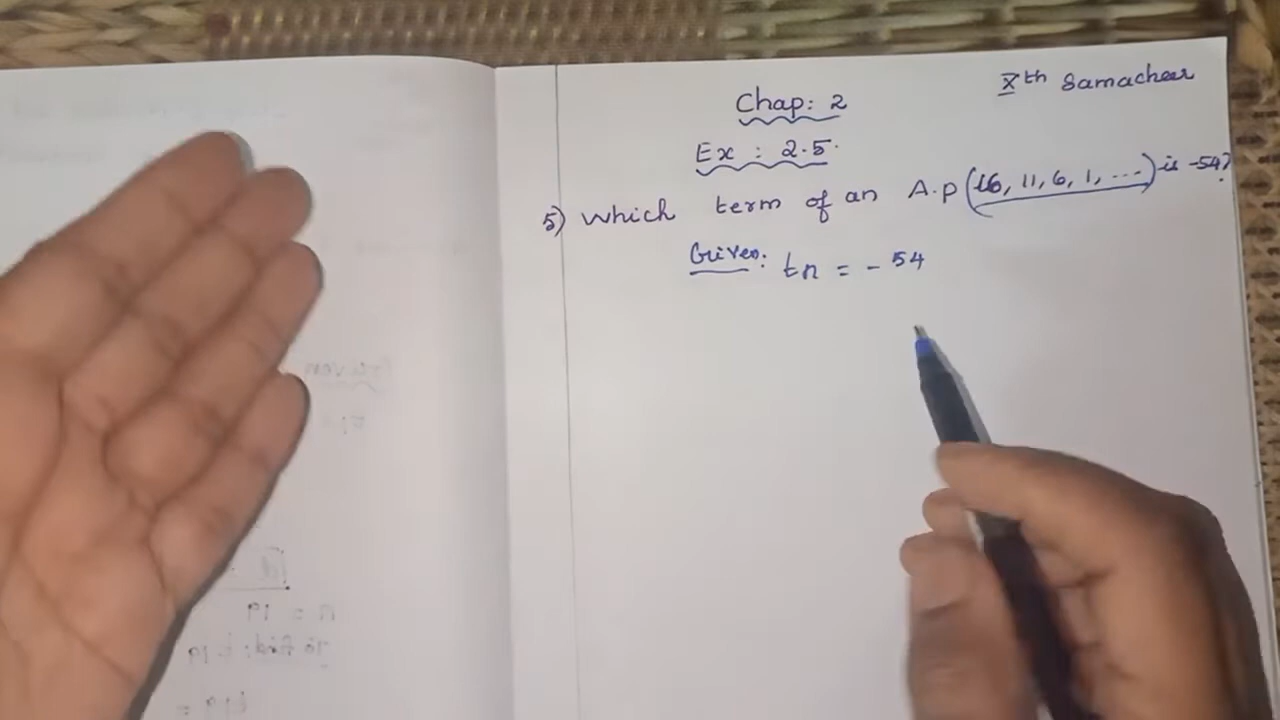 Xth Samacheer
Chap: 2
Ex : 2.5.
5) Which term of an A.P (16, 11, 6, 1, ...) is -54?
Given: tn = - 54